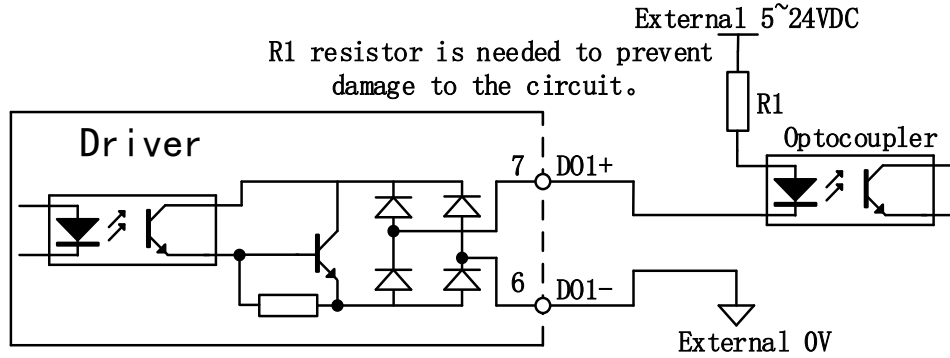 External 5~24VDC
R1 resistor is needed to prevent
damage to the circuit。
R1
Driver
Optocoupler
7
DO1+
6
DO1-
External 0V